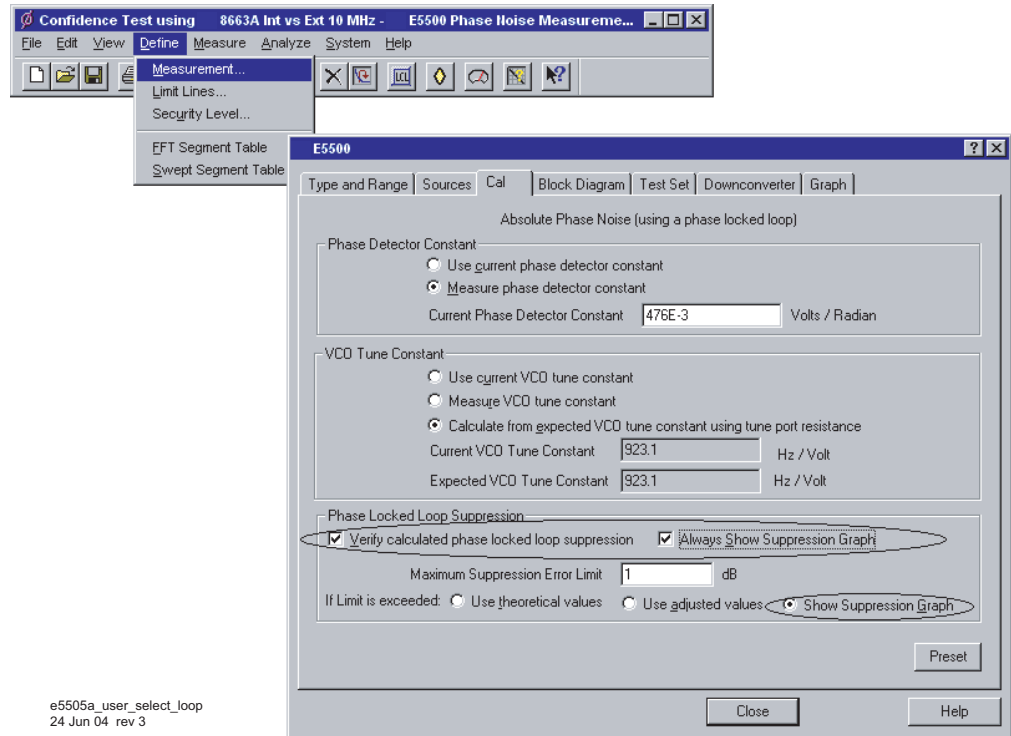 Confidence Test using 8663A Int vs Ext 10 MHz - E5500 Phase Noise Measureme...
File Edit View Define Measure Analyze System Help
Measurement...
Limit Lines...
Security Level...
FFT Segment Table
Swept Segment Table
E5500
Type and Range Sources Cal Block Diagram Test Set Downconverter Graph
Absolute Phase Noise (using a phase locked loop)
Phase Detector Constant
Use current phase detector constant
Measure phase detector constant
Current Phase Detector Constant 476E-3 Volts / Radian
VCO Tune Constant
Use current VCO tune constant
Measure VCO tune constant
Calculate from expected VCO tune constant using tune port resistance
Current VCO Tune Constant 923.1 Hz / Volt
Expected VCO Tune Constant 923.1 Hz / Volt
Phase Locked Loop Suppression
Verify calculated phase locked loop suppression Always Show Suppression Graph
Maximum Suppression Error Limit 1 dB
If Limit is exceeded: Use theoretical values Use adjusted values Show Suppression Graph
Preset
Close Help
e5505a_user_select_loop
24 Jun 04 rev 3